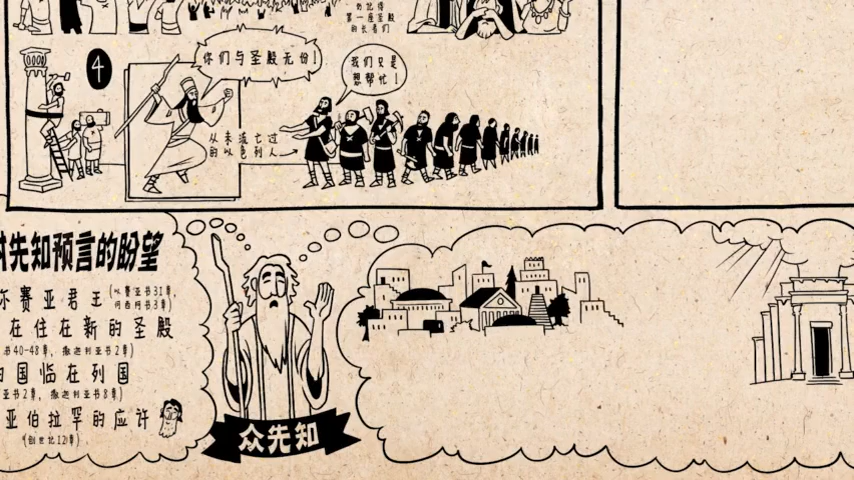 仍记得
第一座圣殿
的长者们
4
你们与圣殿无份！
我们只是
想帮忙！
从未流亡过
的以色列人
先知预言的盼望
弥赛亚君王
(以赛亚书31章,
何西阿书3章)
在住在新的圣殿
书40-48章, 撒迦利亚书2章)
国临在列国
亚书2章, 撒迦利亚书8章)
亚伯拉罕的应许
(创世记12章)
众先知